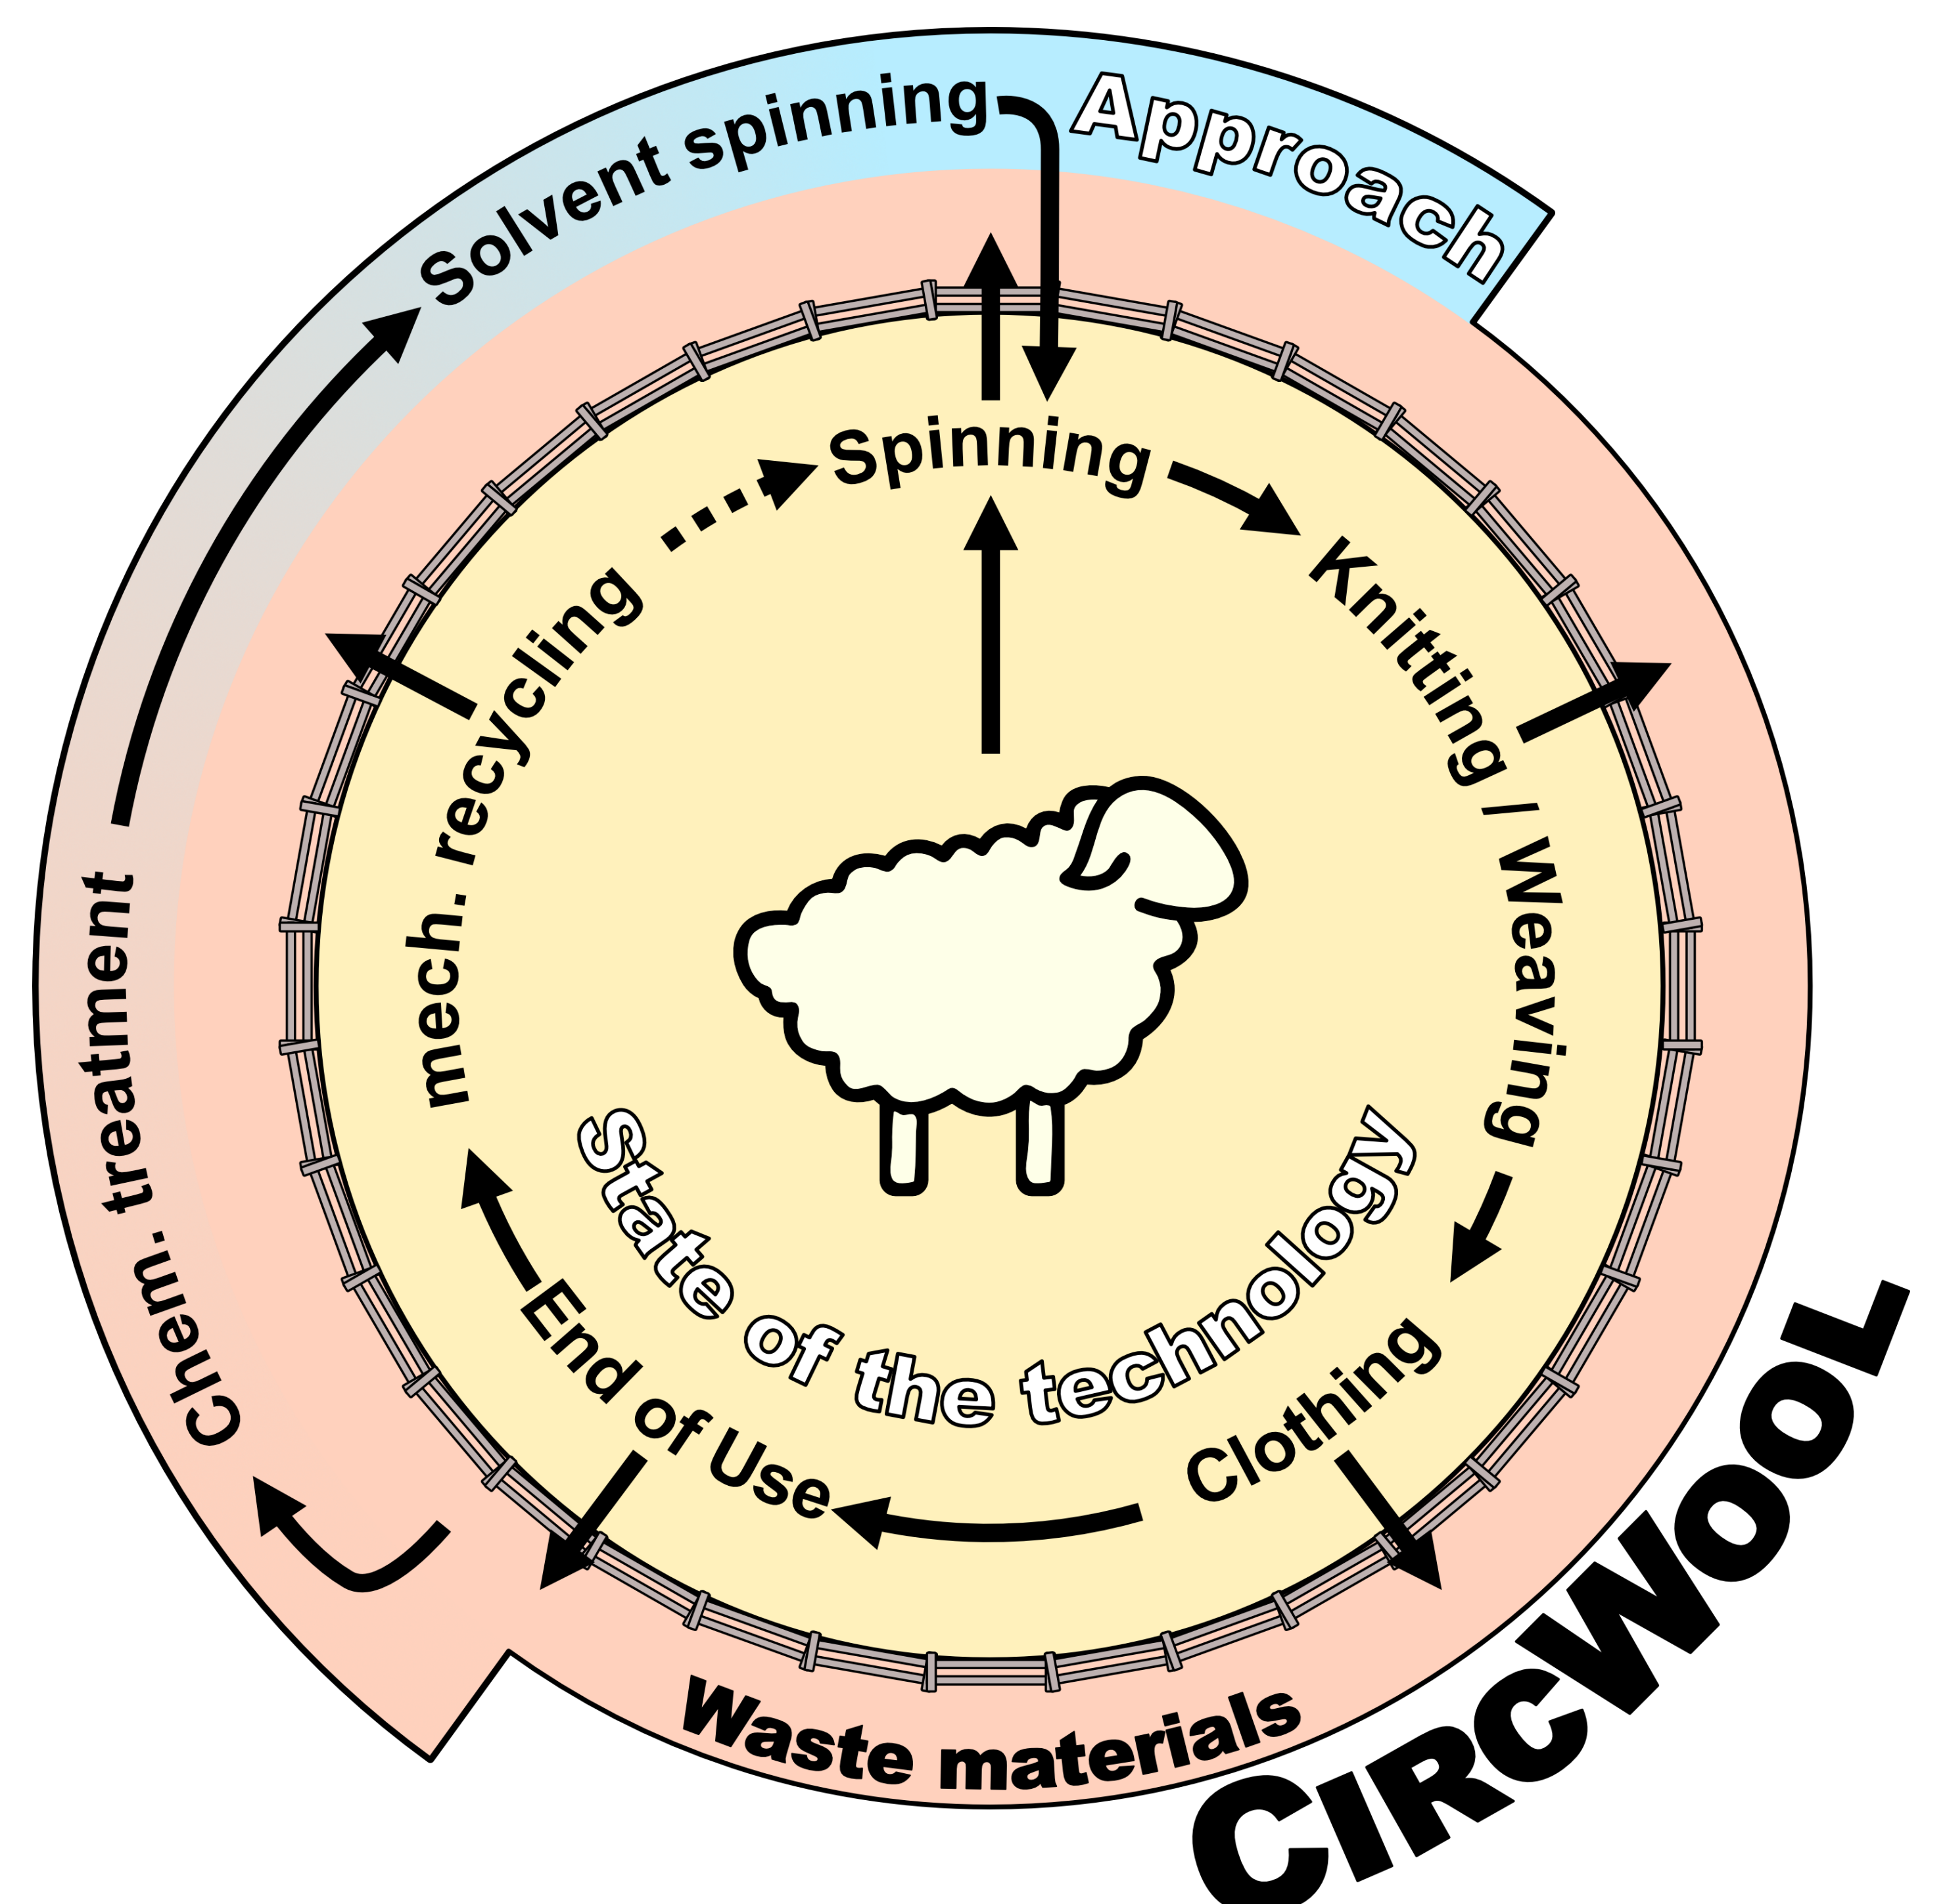 Approach
Solvent spinning
Chem. treatment
Spinning
Knitting / Weaving
Clothing
End of Use
mech. recycling
State of the technology
Waste materials
CIRCWOOL